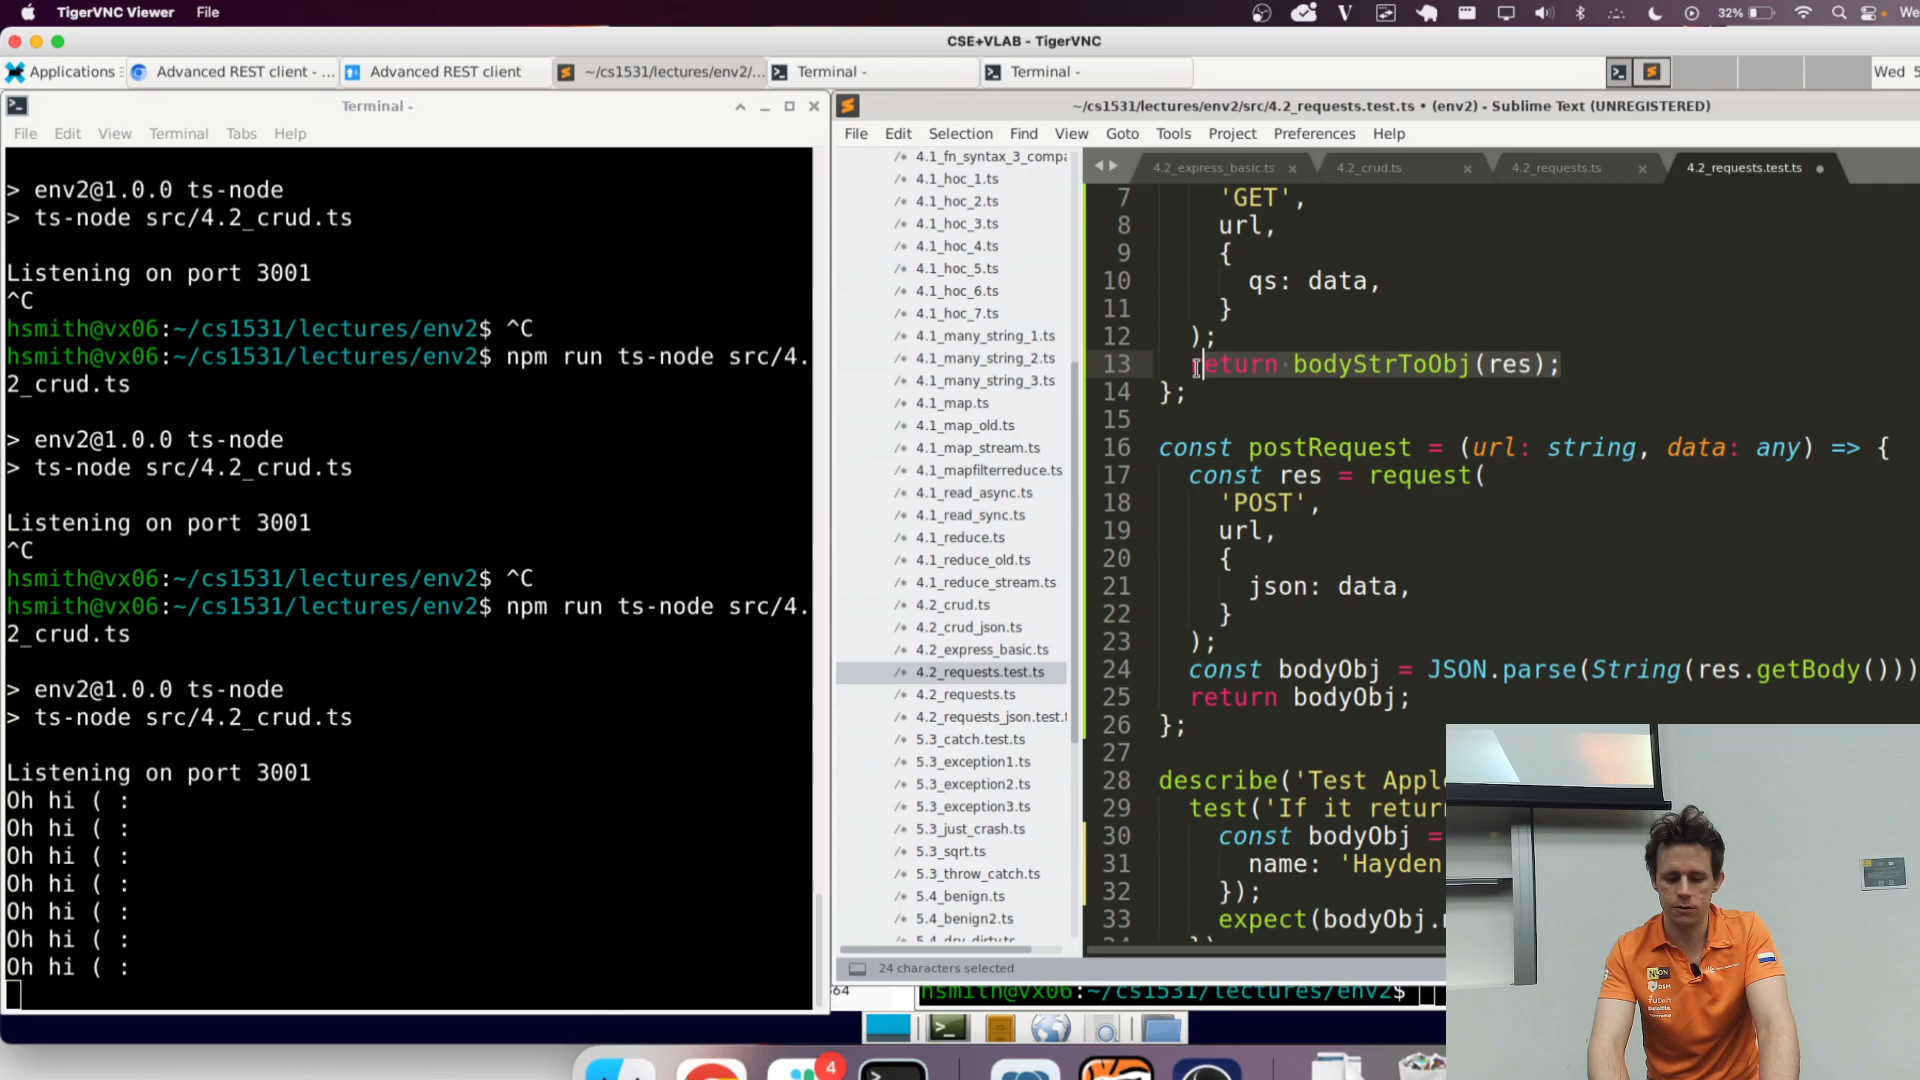 TigerVNC Viewer File
32%
We
CSE+VLAB - TigerVNC
Applications
Advanced REST client - ...
Advanced REST client
~/cs1531/lectures/env2/...
Terminal -
Terminal -
Wed 5
Terminal -
File Edit View Terminal Tabs Help
> env2@1.0.0 ts-node
> ts-node src/4.2_crud.ts
Listening on port 3001
^C
hsmith@vx06:~/cs1531/lectures/env2$ ^C
hsmith@vx06:~/cs1531/lectures/env2$ npm run ts-node src/4.
2_crud.ts
> env2@1.0.0 ts-node
> ts-node src/4.2_crud.ts
Listening on port 3001
^C
hsmith@vx06:~/cs1531/lectures/env2$ ^C
hsmith@vx06:~/cs1531/lectures/env2$ npm run ts-node src/4.
2_crud.ts
> env2@1.0.0 ts-node
> ts-node src/4.2_crud.ts
Listening on port 3001
Oh hi ( :
Oh hi ( :
Oh hi ( :
Oh hi ( :
Oh hi ( :
Oh hi ( :
Oh hi ( :
~/cs1531/lectures/env2/src/4.2_requests.test.ts • (env2) - Sublime Text (UNREGISTERED)
File Edit Selection Find View Goto Tools Project Preferences Help
/* 4.1_fn_syntax_3_compa
/* 4.1_hoc_1.ts
/* 4.1_hoc_2.ts
/* 4.1_hoc_3.ts
/* 4.1_hoc_4.ts
/* 4.1_hoc_5.ts
/* 4.1_hoc_6.ts
/* 4.1_hoc_7.ts
/* 4.1_many_string_1.ts
/* 4.1_many_string_2.ts
/* 4.1_many_string_3.ts
/* 4.1_map.ts
/* 4.1_map_old.ts
/* 4.1_map_stream.ts
/* 4.1_mapfilterreduce.ts
/* 4.1_read_async.ts
/* 4.1_read_sync.ts
/* 4.1_reduce.ts
/* 4.1_reduce_old.ts
/* 4.1_reduce_stream.ts
/* 4.2_crud.ts
/* 4.2_crud_json.ts
/* 4.2_express_basic.ts
/* 4.2_requests.test.ts
/* 4.2_requests.ts
/* 4.2_requests_json.test.t
/* 5.3_catch.test.ts
/* 5.3_exception1.ts
/* 5.3_exception2.ts
/* 5.3_exception3.ts
/* 5.3_just_crash.ts
/* 5.3_sqrt.ts
/* 5.3_throw_catch.ts
/* 5.4_benign.ts
/* 5.4_benign2.ts
/* 5.4_dry_dirty.ts
4.2_express_basic.ts
4.2_crud.ts
4.2_requests.ts
4.2_requests.test.ts
7 'GET',
8 url,
9 {
10 qs: data,
11 }
12 );
13 return bodyStrToObj(res);
14 };
15
16 const postRequest = (url: string, data: any) => {
17 const res = request(
18 'POST',
19 url,
20 {
21 json: data,
22 }
23 );
24 const bodyObj = JSON.parse(String(res.getBody()))
25 return bodyObj;
26 };
27
28 describe('Test Apple
29 test('If it return
30 const bodyObj =
31 name: 'Hayden
32 });
33 expect(bodyObj.m
34 })
24 characters selected
64
hsmith@vx06:~/cs1531/lectures/env2$
4